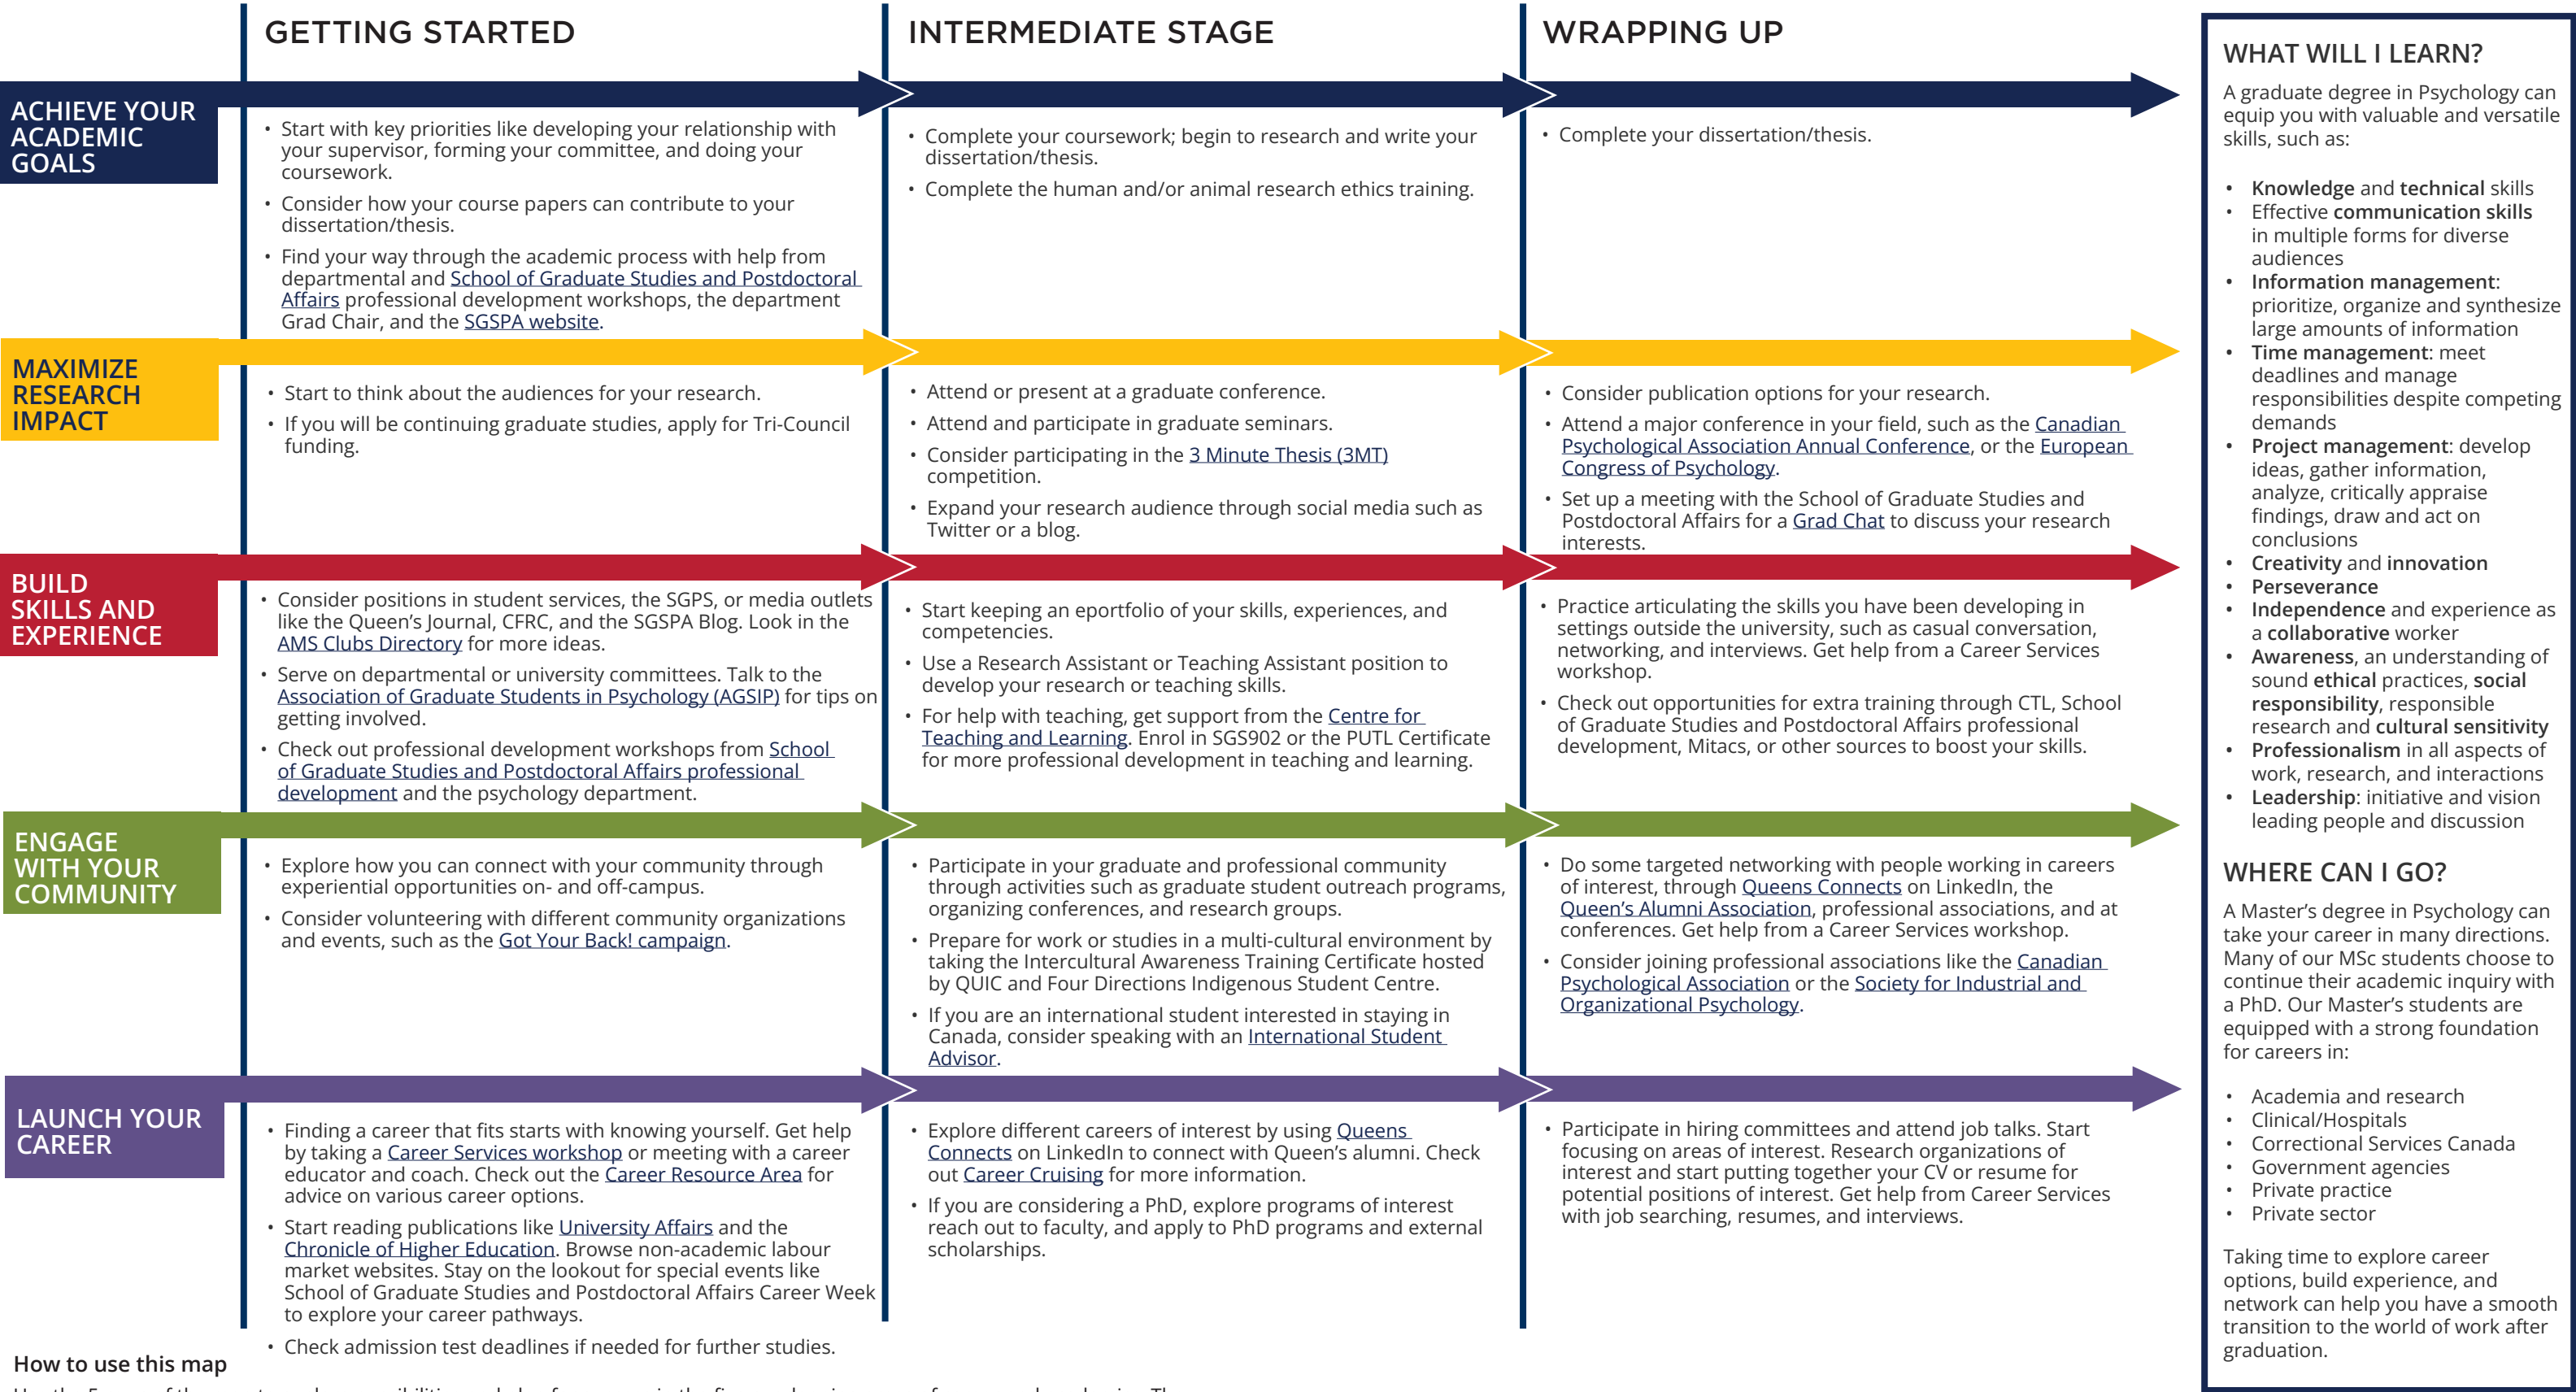 GETTING STARTED
INTERMEDIATE STAGE
WRAPPING UP
ACHIEVE YOUR
ACADEMIC
GOALS
• Start with key priorities like developing your relationship with
your supervisor, forming your committee, and doing your
coursework.
• Consider how your course papers can contribute to your
dissertation/thesis.
• Find your way through the academic process with help from
departmental and School of Graduate Studies and Postdoctoral
Affairs professional development workshops, the department
Grad Chair, and the SGSPA website.
• Complete your coursework; begin to research and write your
dissertation/thesis.
• Complete the human and/or animal research ethics training.
• Complete your dissertation/thesis.
MAXIMIZE
RESEARCH
IMPACT
• Start to think about the audiences for your research.
• If you will be continuing graduate studies, apply for Tri-Council
funding.
• Attend or present at a graduate conference.
• Attend and participate in graduate seminars.
• Consider participating in the 3 Minute Thesis (3MT)
competition.
• Expand your research audience through social media such as
Twitter or a blog.
• Consider publication options for your research.
• Attend a major conference in your field, such as the Canadian
Psychological Association Annual Conference, or the European
Congress of Psychology.
• Set up a meeting with the School of Graduate Studies and
Postdoctoral Affairs for a Grad Chat to discuss your research
interests.
BUILD
SKILLS AND
EXPERIENCE
• Consider positions in student services, the SGPS, or media outlets
like the Queen's Journal, CFRC, and the SGSPA Blog. Look in the
AMS Clubs Directory for more ideas.
• Serve on departmental or university committees. Talk to the
Association of Graduate Students in Psychology (AGSIP) for tips on
getting involved.
• Check out professional development workshops from School
of Graduate Studies and Postdoctoral Affairs professional
development and the psychology department.
• Start keeping an eportfolio of your skills, experiences, and
competencies.
• Use a Research Assistant or Teaching Assistant position to
develop your research or teaching skills.
• For help with teaching, get support from the Centre for
Teaching and Learning. Enrol in SGS902 or the PUTL Certificate
for more professional development in teaching and learning.
• Practice articulating the skills you have been developing in
settings outside the university, such as casual conversation,
networking, and interviews. Get help from a Career Services
workshop.
• Check out opportunities for extra training through CTL, School
of Graduate Studies and Postdoctoral Affairs professional
development, Mitacs, or other sources to boost your skills.
ENGAGE
WITH YOUR
COMMUNITY
• Explore how you can connect with your community through
experiential opportunities on- and off-campus.
• Consider volunteering with different community organizations
and events, such as the Got Your Back! campaign.
• Participate in your graduate and professional community
through activities such as graduate student outreach programs,
organizing conferences, and research groups.
• Prepare for work or studies in a multi-cultural environment by
taking the Intercultural Awareness Training Certificate hosted
by QUIC and Four Directions Indigenous Student Centre.
• If you are an international student interested in staying in
Canada, consider speaking with an International Student
Advisor.
• Do some targeted networking with people working in careers
of interest, through Queens Connects on LinkedIn, the
Queen's Alumni Association, professional associations, and at
conferences. Get help from a Career Services workshop.
• Consider joining professional associations like the Canadian
Psychological Association or the Society for Industrial and
Organizational Psychology.
LAUNCH YOUR
CAREER
• Finding a career that fits starts with knowing yourself. Get help
by taking a Career Services workshop or meeting with a career
educator and coach. Check out the Career Resource Area for
advice on various career options.
• Start reading publications like University Affairs and the
Chronicle of Higher Education. Browse non-academic labour
market websites. Stay on the lookout for special events like
School of Graduate Studies and Postdoctoral Affairs Career Week
to explore your career pathways.
• Check admission test deadlines if needed for further studies.
• Explore different careers of interest by using Queens
Connects on LinkedIn to connect with Queen's alumni. Check
out Career Cruising for more information.
• If you are considering a PhD, explore programs of interest
reach out to faculty, and apply to PhD programs and external
scholarships.
• Participate in hiring committees and attend job talks. Start
focusing on areas of interest. Research organizations of
interest and start putting together your CV or resume for
potential positions of interest. Get help from Career Services
with job searching, resumes, and interviews.
How to use this map
WHAT WILL I LEARN?
A graduate degree in Psychology can
equip you with valuable and versatile
skills, such as:
• Knowledge and technical skills
• Effective communication skills
in multiple forms for diverse
audiences
• Information management:
prioritize, organize and synthesize
large amounts of information
• Time management: meet
deadlines and manage
responsibilities despite competing
demands
• Project management: develop
ideas, gather information,
analyze, critically appraise
findings, draw and act on
conclusions
• Creativity and innovation
• Perseverance
• Independence and experience as
a collaborative worker
• Awareness, an understanding of
sound ethical practices, social
responsibility, responsible
research and cultural sensitivity
• Professionalism in all aspects of
work, research, and interactions
• Leadership: initiative and vision
leading people and discussion
WHERE CAN I GO?
A Master's degree in Psychology can
take your career in many directions.
Many of our MSc students choose to
continue their academic inquiry with
a PhD. Our Master's students are
equipped with a strong foundation
for careers in:
• Academia and research
• Clinical/Hospitals
• Correctional Services Canada
• Government agencies
• Private practice
• Private sector
Taking time to explore career
options, build experience, and
network can help you have a smooth
transition to the world of work after
graduation.